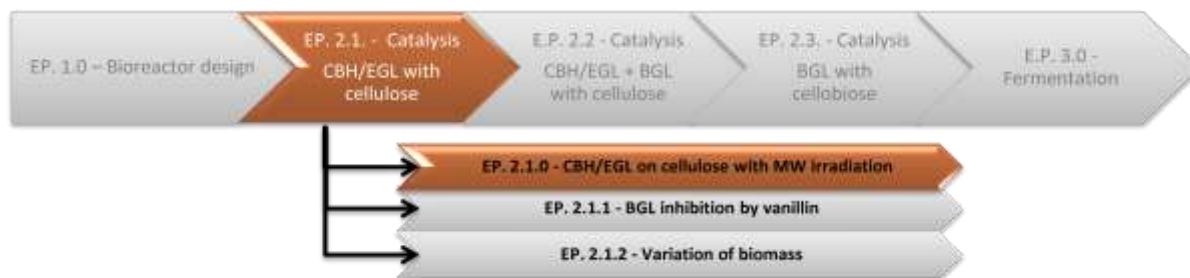 EP. 1.0 – Bioreactor design
EP. 2.1. - Catalysis
CBH/EGL with
cellulose
E.P. 2.2 - Catalysis
CBH/EGL + BGL
with cellulose
EP. 2.3. - Catalysis
BGL with
cellobiose
E.P. 3.0 -
Fermentation
EP. 2.1.0 - CBH/EGL on cellulose with MW irradiation
EP. 2.1.1 - BGL inhibition by vanillin
EP. 2.1.2 - Variation of biomass